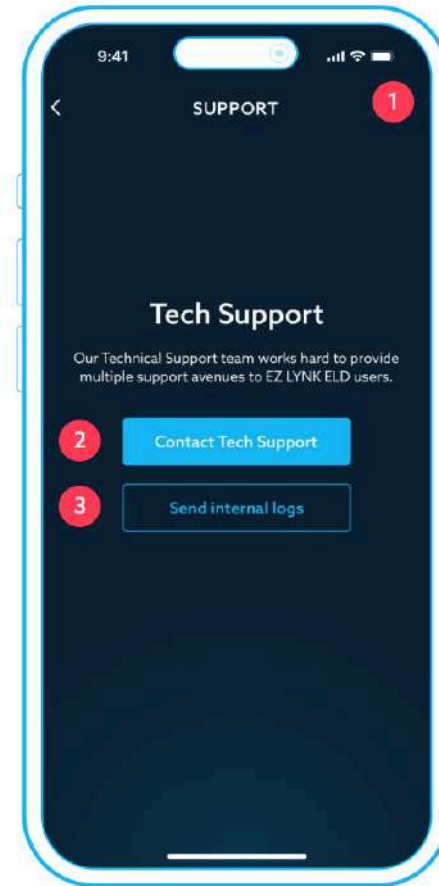 9:41
SUPPORT
1
Tech Support
Our Technical Support team works hard to provide
multiple support avenues to EZ LYNK ELD users.
2
Contact Tech Support
3
Send internal logs